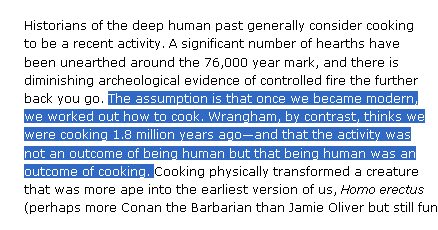 Historians of the deep human past generally consider cooking
to be a recent activity. A significant number of hearths have
been unearthed around the 76,000 year mark, and there is
diminishing archeological evidence of controlled fire the further
back you go. The assumption is that once we became modern,
we worked out how to cook. Wrangham, by contrast, thinks we
were cooking 1.8 million years ago—and that the activity was
not an outcome of being human but that being human was an
outcome of cooking. Cooking physically transformed a creature
that was more ape into the earliest version of us, Homo erectus
(perhaps more Conan the Barbarian than Jamie Oliver but still fun